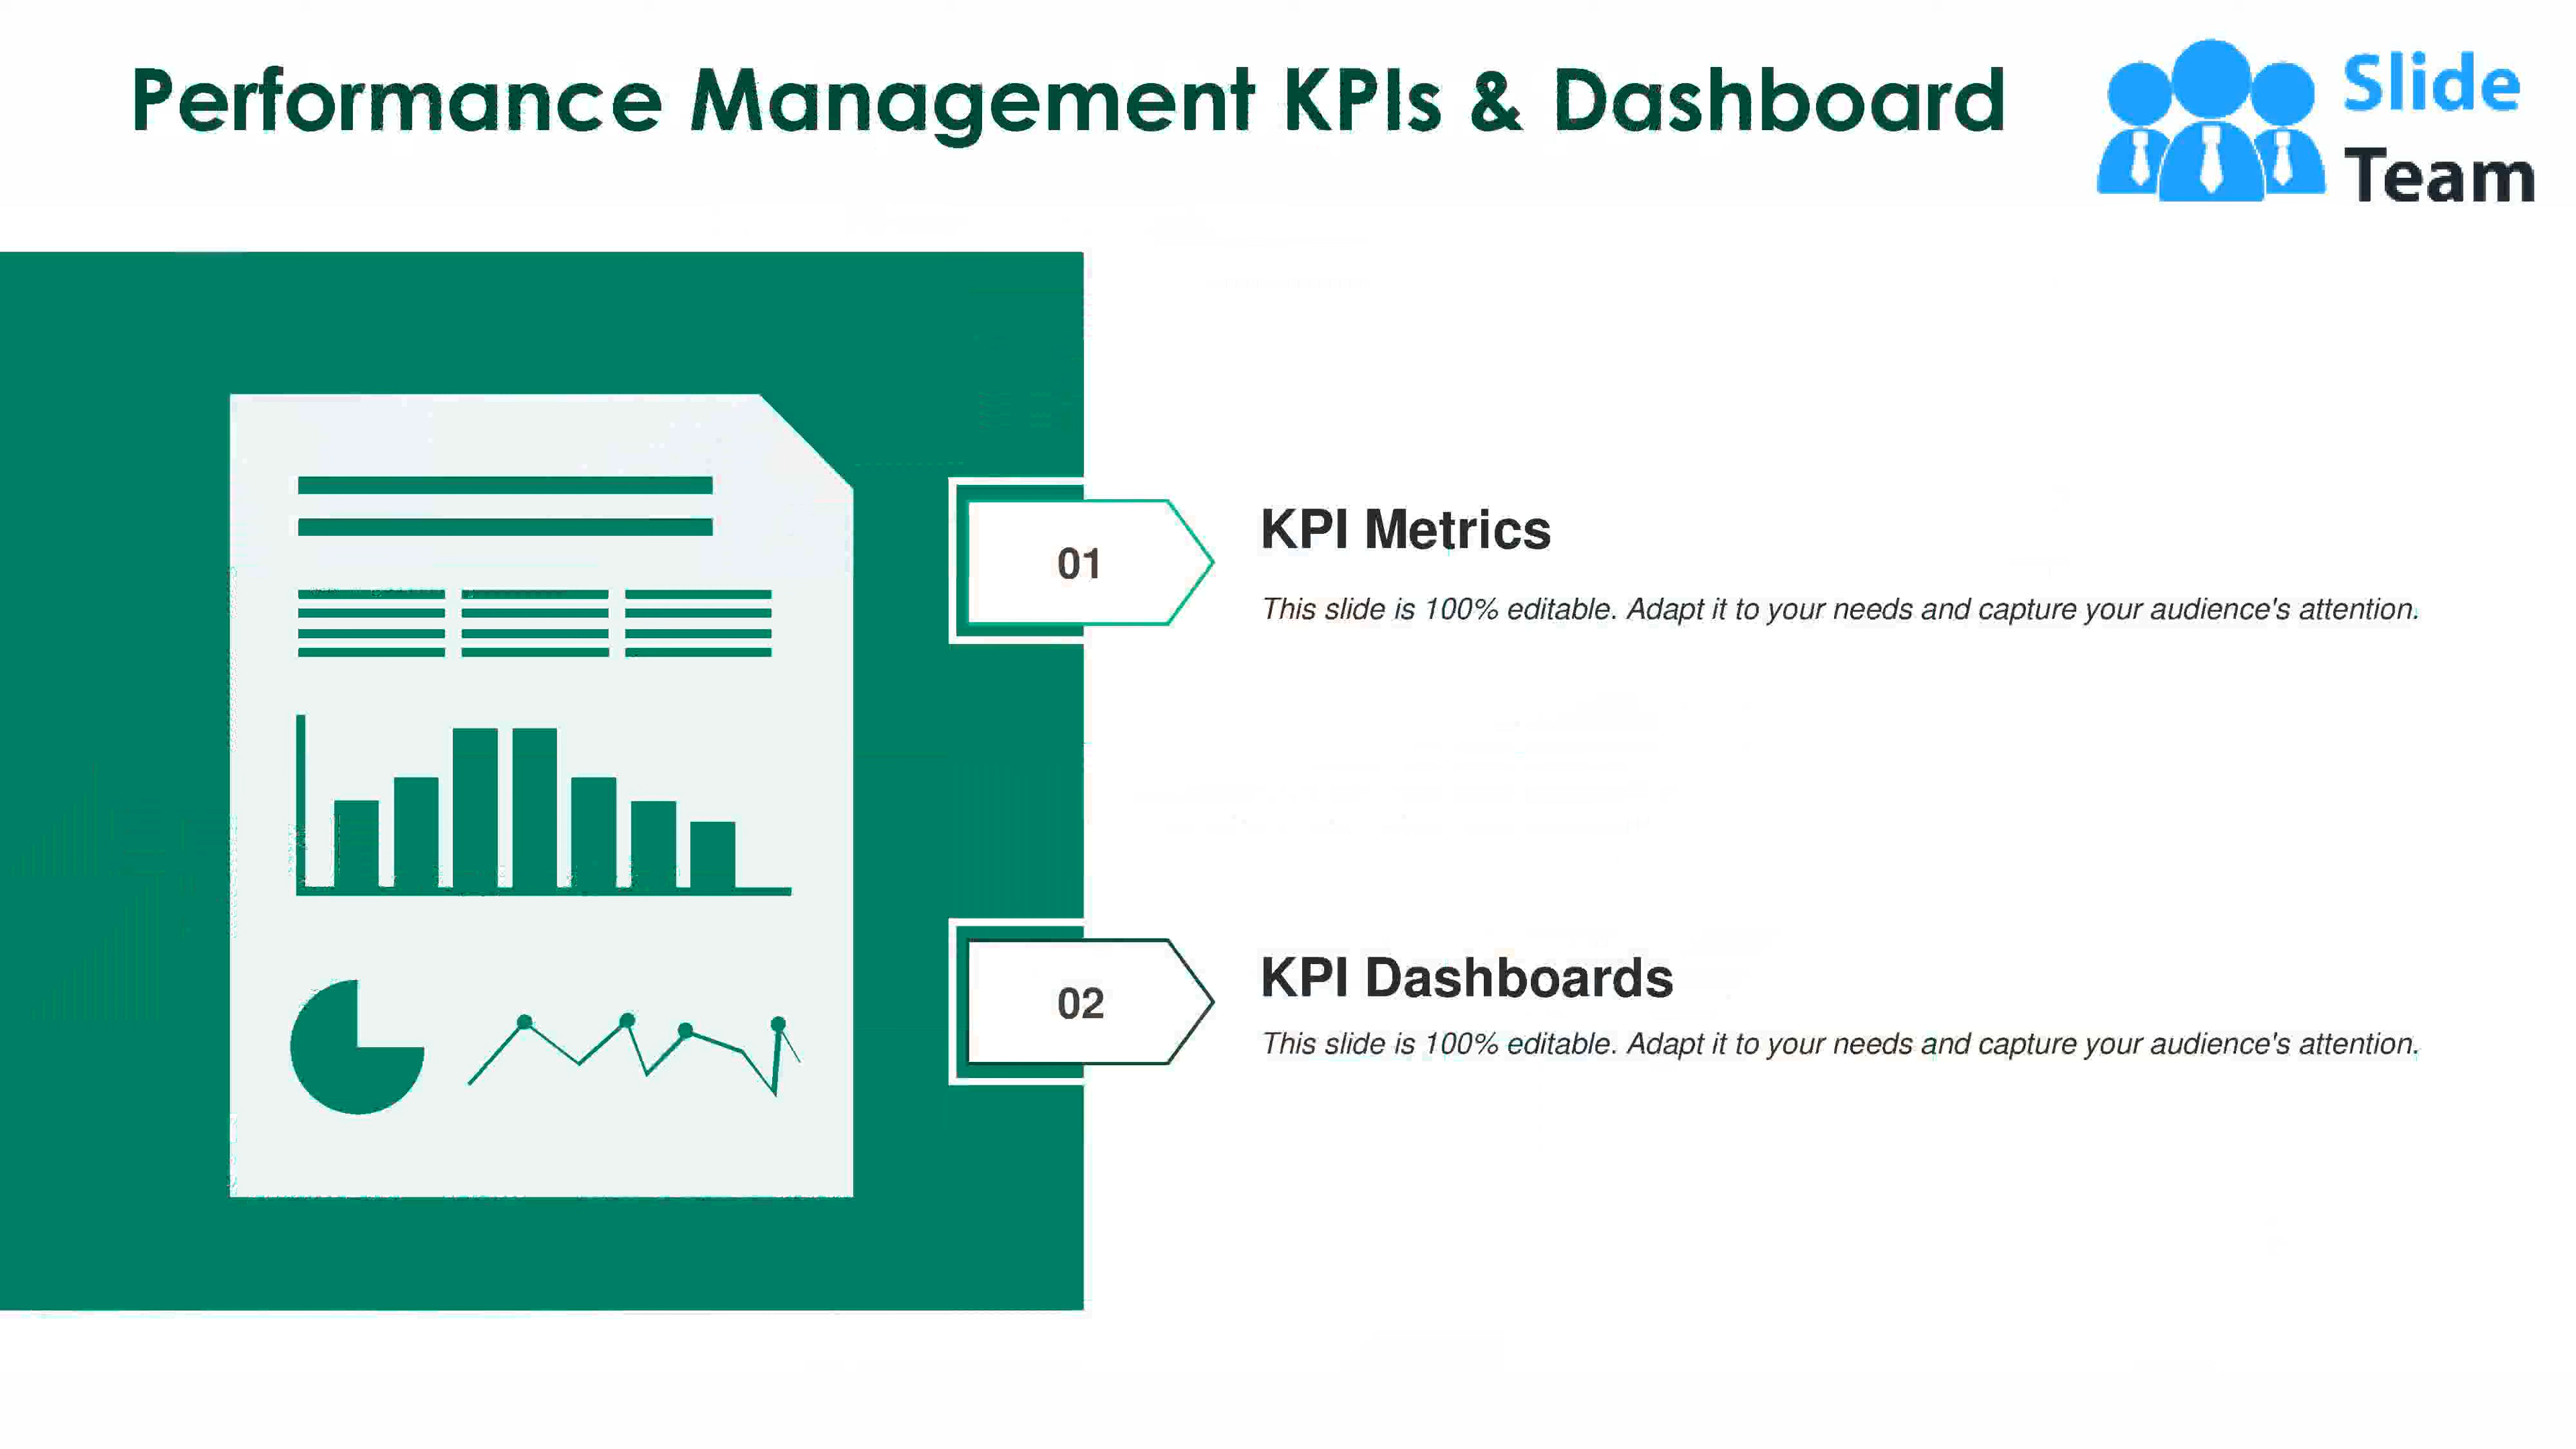 Performance Management KPIs & Dashboard
Slide
Team
01
KPI Metrics
This slide is 100% editable. Adapt it to your needs and capture your audience's attention.
02
KPI Dashboards
This slide is 100% editable. Adapt it to your needs and capture your audience's attention.